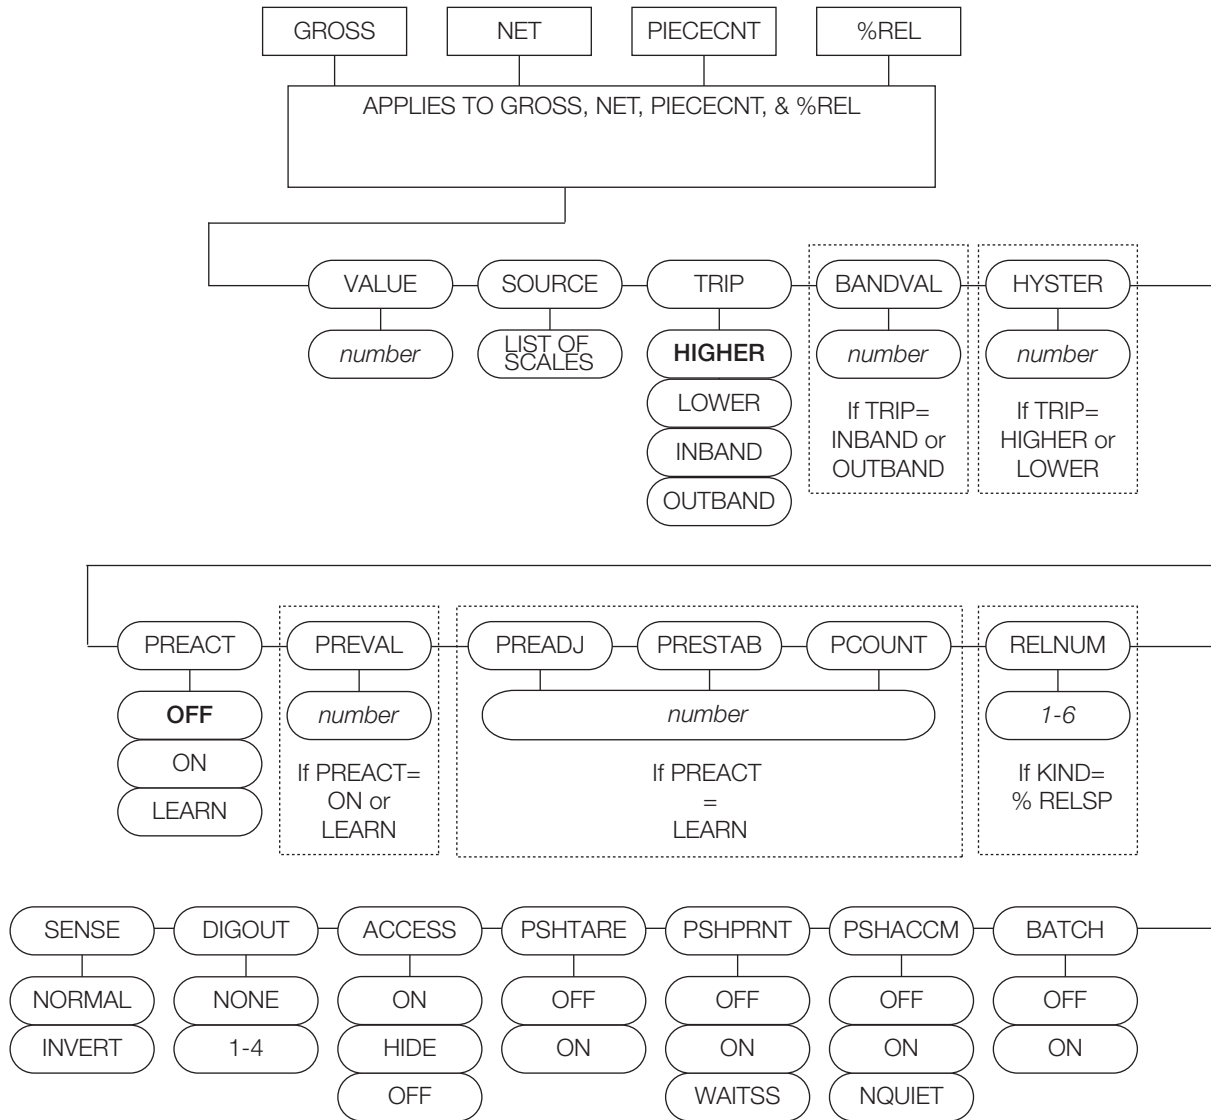 GROSS
NET
PIECECNT
%REL
APPLIES TO GROSS, NET, PIECECNT, & %REL
VALUE
SOURCE
TRIP
BANDVAL
HYSTER
number
LIST OF
SCALES
HIGHER
LOWER
INBAND
OUTBAND
number
If TRIP=
INBAND or
OUTBAND
number
If TRIP=
HIGHER or
LOWER
PREACT
PREVAL
PREADJ
PRESTAB
PCOUNT
RELNUM
OFF
ON
LEARN
number
If PREACT=
ON or
LEARN
number
If PREACT
=
LEARN
1-6
If KIND=
% RELSP
SENSE
DIGOUT
ACCESS
PSHTARE
PSHPRNT
PSHACCM
BATCH
NORMAL
INVERT
NONE
1-4
ON
HIDE
OFF
OFF
ON
OFF
ON
WAITSS
OFF
ON
NQUIET
OFF
ON